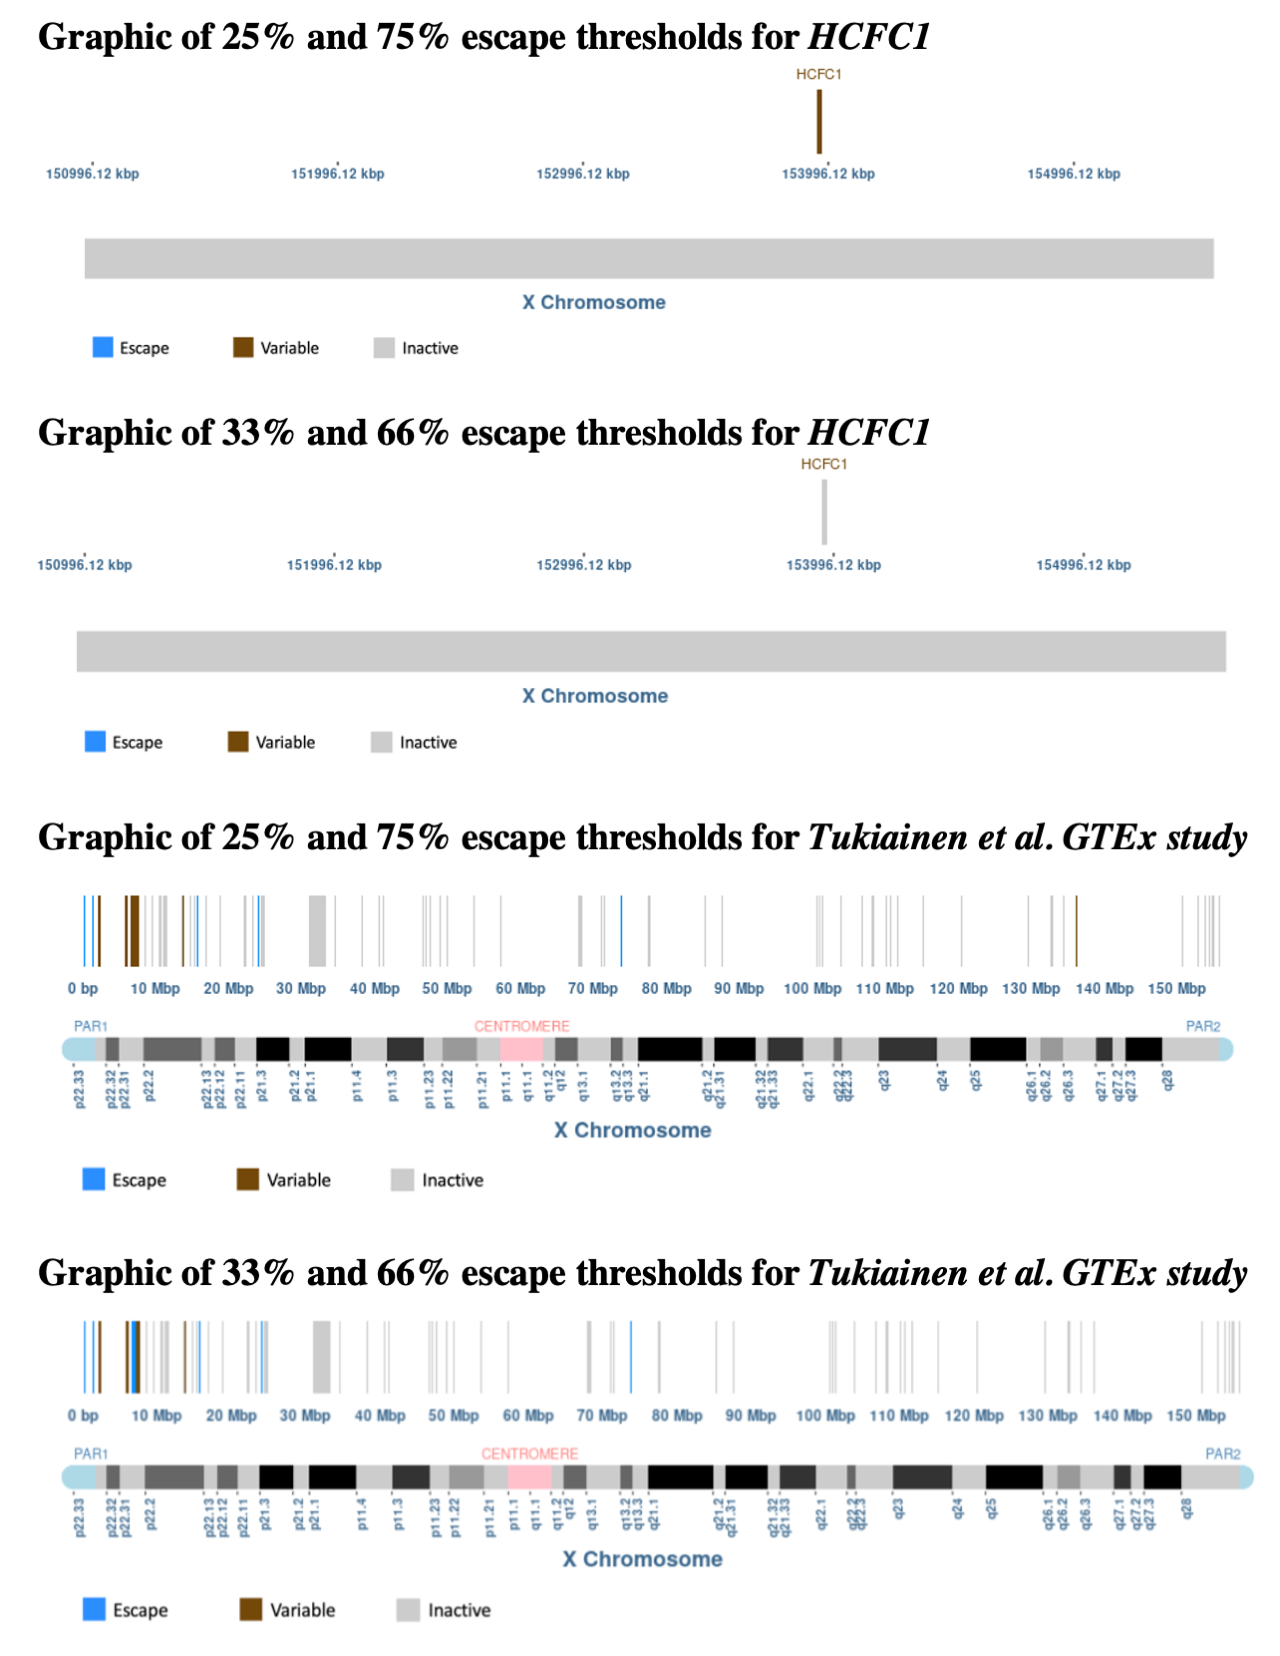 Graphic of 25% and 75% escape thresholds for HCFC1
HCFC1
150996.12 kbp 151996.12 kbp 152996.12 kbp 153996.12 kbp 154996.12 kbp
X Chromosome
Escape Variable Inactive
Graphic of 33% and 66% escape thresholds for HCFC1
HCFC1
150996.12 kbp 151996.12 kbp 152996.12 kbp 153996.12 kbp 154996.12 kbp
X Chromosome
Escape Variable Inactive
Graphic of 25% and 75% escape thresholds for Tukiainen et al. GTEx study
0 bp 10 Mbp 20 Mbp 30 Mbp 40 Mbp 50 Mbp 60 Mbp 70 Mbp 80 Mbp 90 Mbp 100 Mbp 110 Mbp 120 Mbp 130 Mbp 140 Mbp 150 Mbp
PAR1 CENTROMERE PAR2
p22.33 p22.32 p22.31 p22.2 p22.13 p22.12 p22.11 p21.3 p21.2 p21.1 p11.4 p11.3 p11.23 p11.22 p11.21 p11.1 q11.1 q11.2 q12 q13.1 q13.2 q13.3 q21.1 q21.2 q21.31 q21.32 q21.33 q22.1 q22.2 q22.3 q23 q24 q25 q26.1 q26.2 q26.3 q27.1 q27.2 q27.3 q28
X Chromosome
Escape Variable Inactive
Graphic of 33% and 66% escape thresholds for Tukiainen et al. GTEx study
0 bp 10 Mbp 20 Mbp 30 Mbp 40 Mbp 50 Mbp 60 Mbp 70 Mbp 80 Mbp 90 Mbp 100 Mbp 110 Mbp 120 Mbp 130 Mbp 140 Mbp 150 Mbp
PAR1 CENTROMERE PAR2
p22.33 p22.32 p22.31 p22.2 p22.13 p22.12 p22.11 p21.3 p21.2 p21.1 p11.4 p11.3 p11.23 p11.22 p11.21 p11.1 q11.1 q11.2 q12 q13.1 q13.2 q13.3 q21.1 q21.2 q21.31 q21.32 q21.33 q22.1 q22.2 q22.3 q23 q24 q25 q26.1 q26.2 q26.3 q27.1 q27.2 q27.3 q28
X Chromosome
Escape Variable Inactive